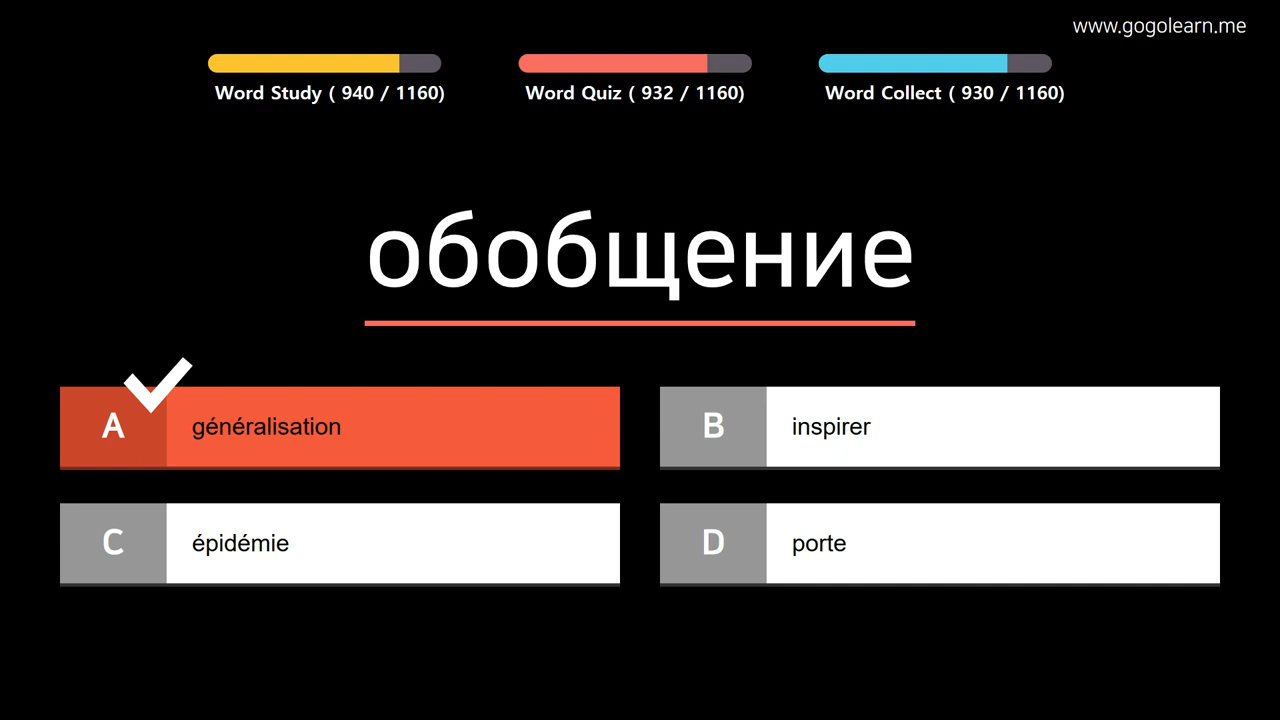 www.gogolearn.me
Word Study ( 940 / 1160)
Word Quiz ( 932 / 1160)
Word Collect ( 930 / 1160)
обобщение
A généralisation
B inspirer
C épidémie
D porte